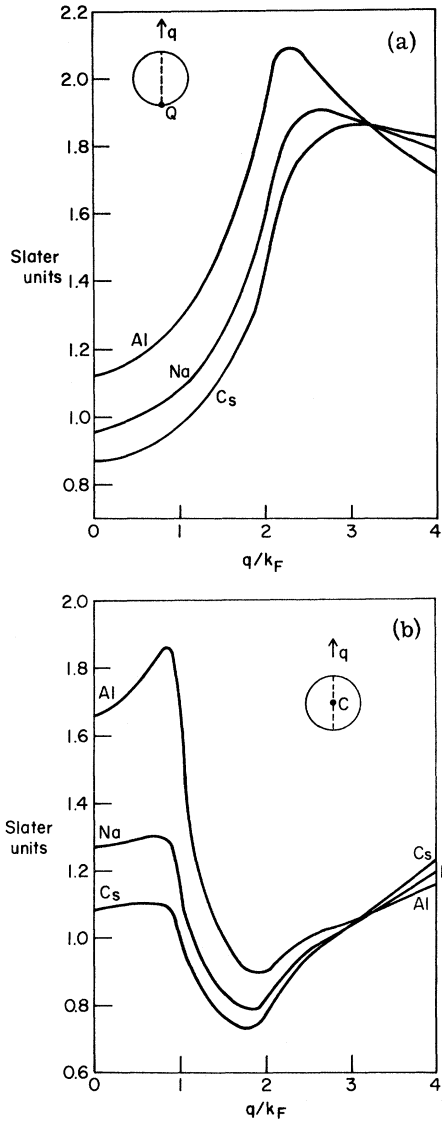 2.2
(a)
q
2.0
Q
1.8
1.6
Slater
units
1.4
Al
1.2
Na
Cs
1.0
0.8
0 1 2 3 4
q/kF
2.0
(b)
q
1.8
Al
C
1.6
1.4
Slater
units
Na
Cs
1.2
Cs
Al
1.0
0.8
0.6
0 1 2 3 4
q/kF